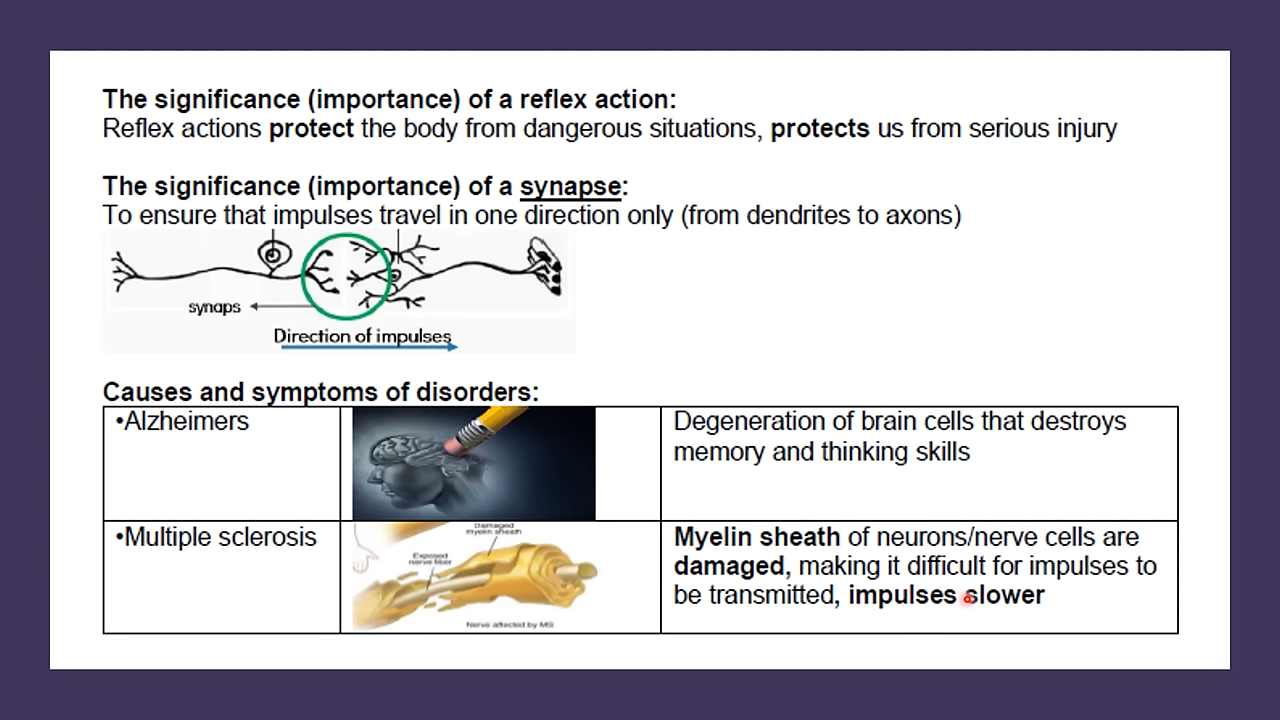 The significance (importance) of a reflex action:
Reflex actions protect the body from dangerous situations, protects us from serious injury
The significance (importance) of a synapse:
To ensure that impulses travel in one direction only (from dendrites to axons)
synaps
Direction of impulses
Causes and symptoms of disorders:
•Alzheimers
Degeneration of brain cells that destroys
memory and thinking skills
•Multiple sclerosis
Damaged
myelin sheath
Exposed
nerve fiber
Nerve affected by MS
Myelin sheath of neurons/nerve cells are
damaged, making it difficult for impulses to
be transmitted, impulses slower